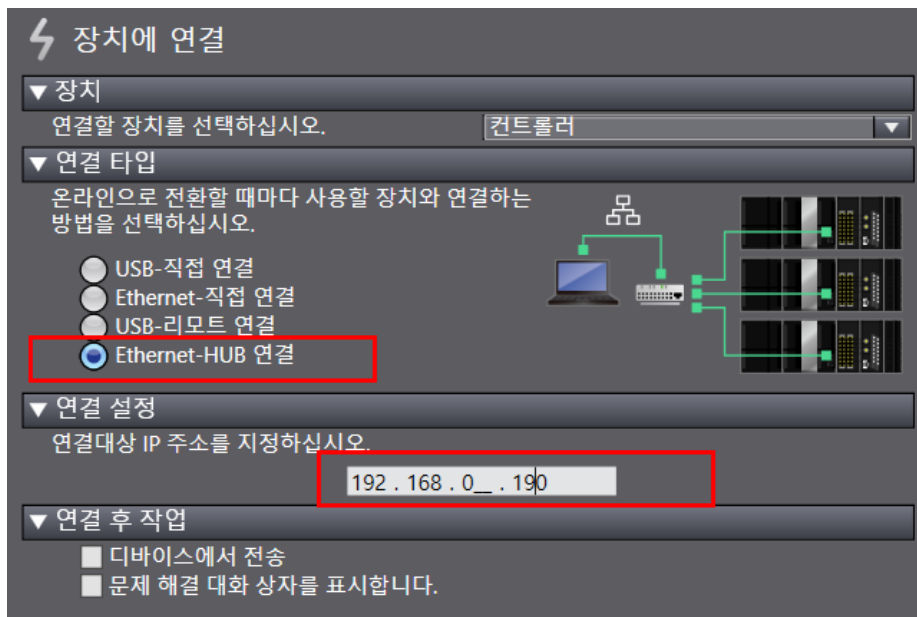 장치에 연결
장치
연결할 장치를 선택하십시오.
컨트롤러
연결 타입
온라인으로 전환할 때마다 사용할 장치와 연결하는
방법을 선택하십시오.
USB-직접 연결
Ethernet-직접 연결
USB-리모트 연결
Ethernet-HUB 연결
연결 설정
연결대상 IP 주소를 지정하십시오.
192 . 168 . 0__ . 190
연결 후 작업
디바이스에서 전송
문제 해결 대화 상자를 표시합니다.